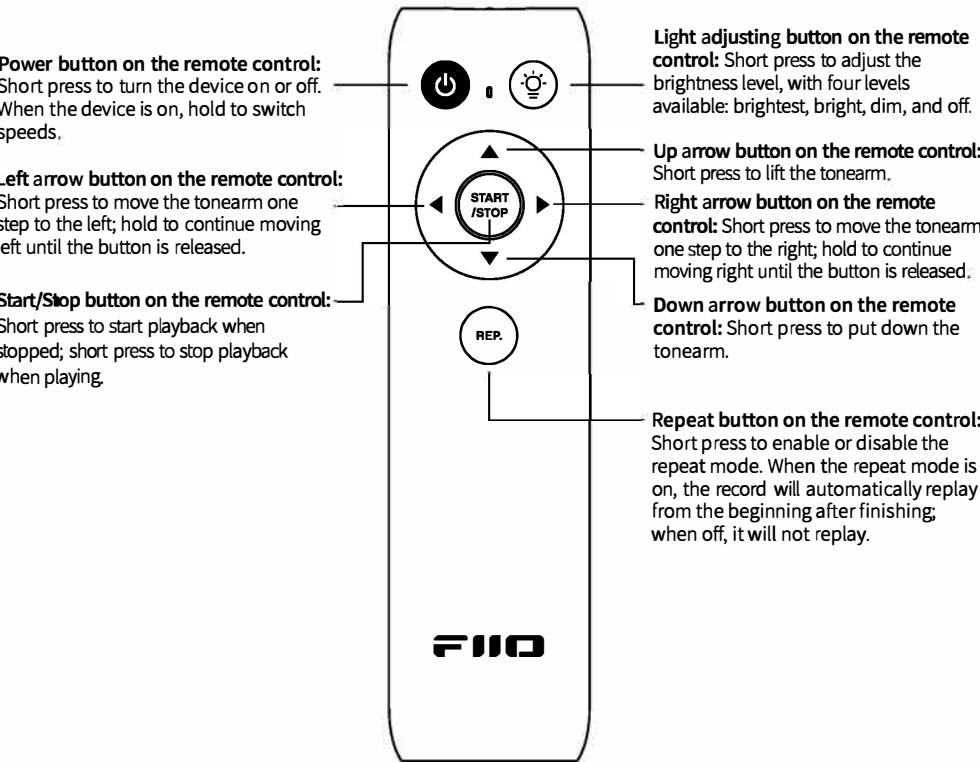 Power button on the remote control:
Short press to turn the device on or off.
When the device is on, hold to switch
speeds.
Left arrow button on the remote control:
Short press to move the tonearm one
step to the left; hold to continue moving
left until the button is released.
Start/Stop button on the remote control:
Short press to start playback when
stopped; short press to stop playback
when playing.
START
/STOP
REP.
FIIO
Light adjusting button on the remote
control: Short press to adjust the
brightness level, with four levels
available: brightest, bright, dim, and off.
Up arrow button on the remote control:
Short press to lift the tonearm.
Right arrow button on the remote
control: Short press to move the tonearm
one step to the right; hold to continue
moving right until the button is released.
Down arrow button on the remote
control: Short press to put down the
tonearm.
Repeat button on the remote control:
Short press to enable or disable the
repeat mode. When the repeat mode is
on, the record will automatically replay
from the beginning after finishing;
when off, it will not replay.